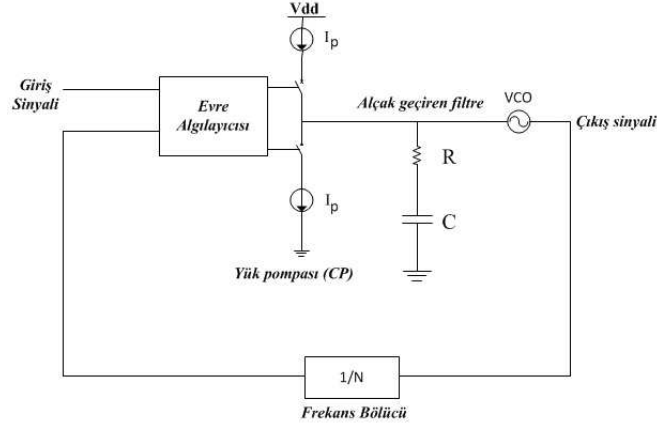 Vdd
Ip
Giriş
Sinyali
Evre
Algılayıcısı
Alçak geçiren filtre
VCO
Çıkış sinyali
R
Ip
C
Yük pompası (CP)
1/N
Frekans Bölücü